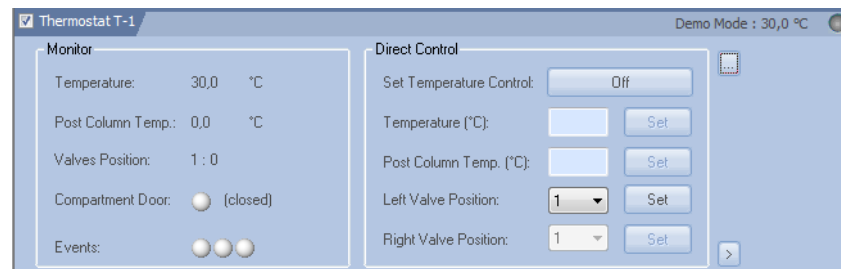 Thermostat T-1
Demo Mode : 30,0 ºC
Monitor
Temperature: 30,0 °C
Post Column Temp.: 0,0 °C
Valves Position: 1 : 0
Compartment Door: (closed)
Events:
Direct Control
Set Temperature Control: Off
Temperature (°C): Set
Post Column Temp. (°C): Set
Left Valve Position: 1 Set
Right Valve Position: 1 Set
...
>